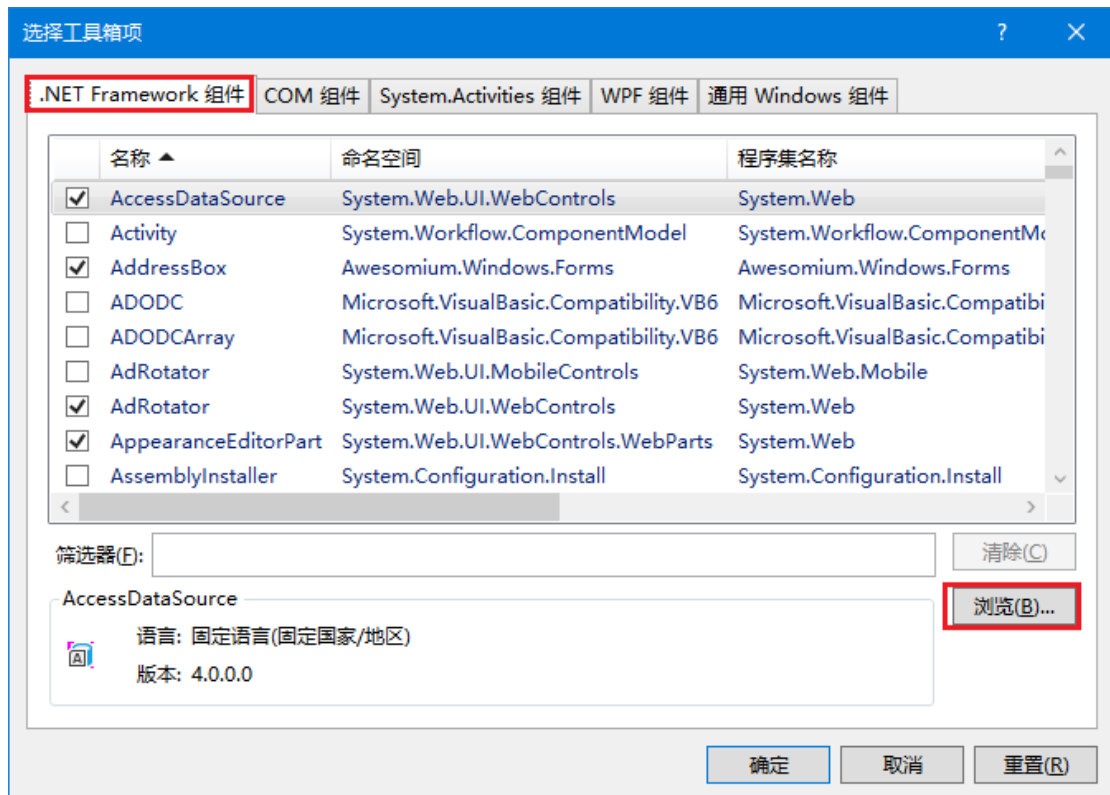 选择工具箱项
.NET Framework 组件 COM 组件 System.Activities 组件 WPF 组件 通用 Windows 组件
名称 命名空间 程序集名称
AccessDataSource System.Web.UI.WebControls System.Web
Activity System.Workflow.ComponentModel System.Workflow.ComponentMo
AddressBox Awesomium.Windows.Forms Awesomium.Windows.Forms
ADODC Microsoft.VisualBasic.Compatibility.VB6 Microsoft.VisualBasic.Compatibi
ADODCArray Microsoft.VisualBasic.Compatibility.VB6 Microsoft.VisualBasic.Compatibi
AdRotator System.Web.UI.MobileControls System.Web.Mobile
AdRotator System.Web.UI.WebControls System.Web
AppearanceEditorPart System.Web.UI.WebControls.WebParts System.Web
AssemblyInstaller System.Configuration.Install System.Configuration.Install
筛选器(F): 清除(C)
AccessDataSource 浏览(B)...
语言: 固定语言(固定国家/地区)
A 版本: 4.0.0.0
确定 取消 重置(R)